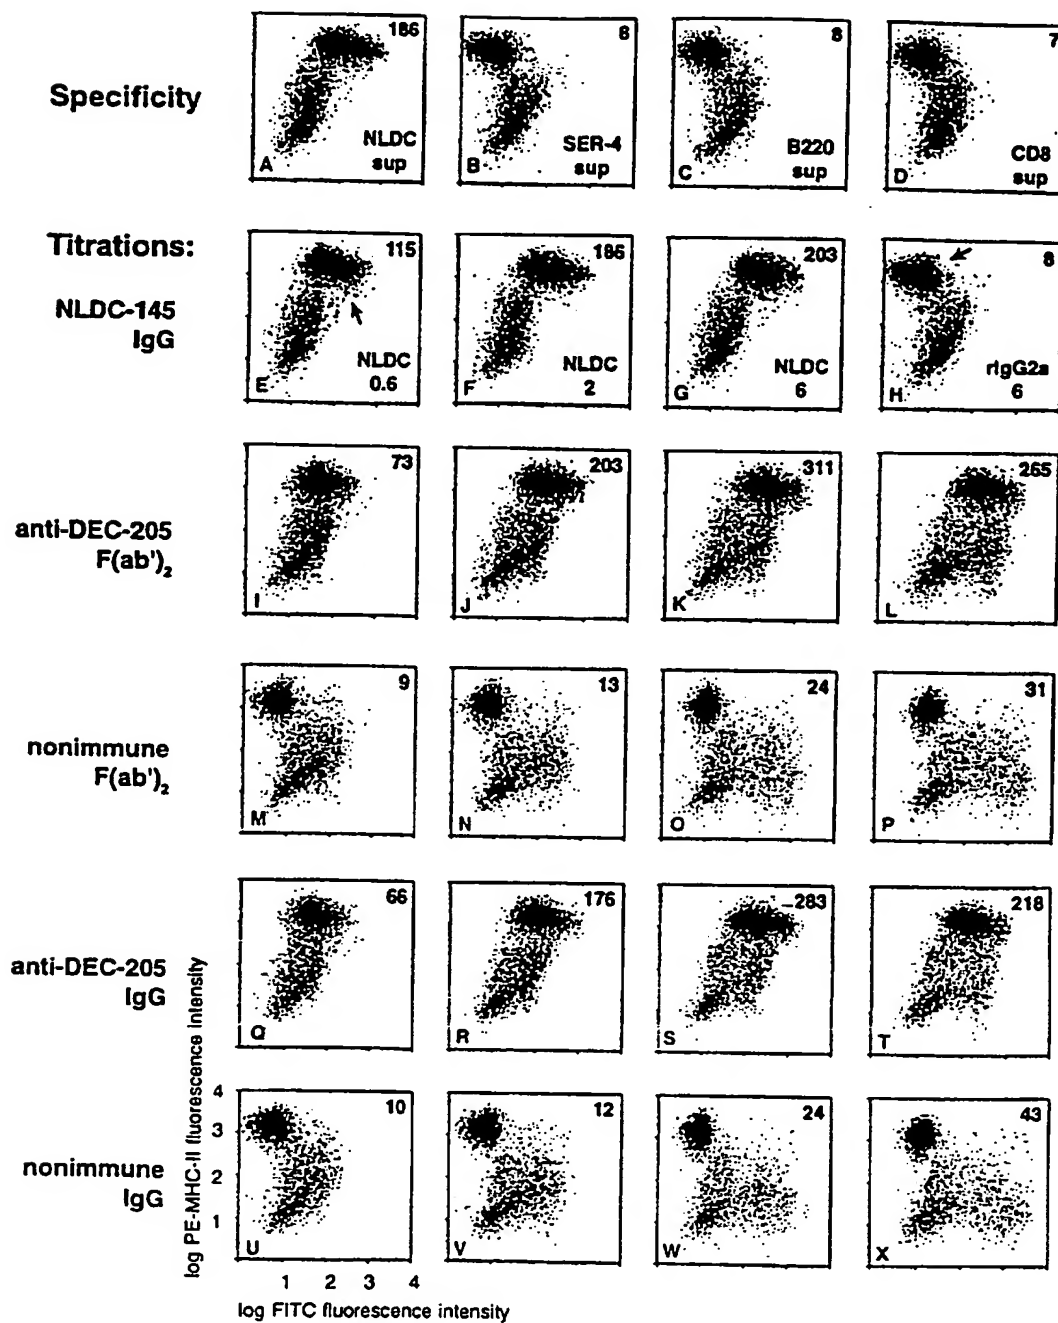 186
8
8
7
Specificity
NLDC
sup
SER-4
sup
B220
sup
CD8
sup
A
B
C
D
Titrations:
115
186
203
8
NLDC-145
IgG
NLDC
0.6
NLDC
2
NLDC
6
rIgG2a
6
E
F
G
H
73
203
311
265
anti-DEC-205
F(ab')₂
I
J
K
L
9
13
24
31
nonimmune
F(ab')₂
M
N
O
P
66
176
283
218
anti-DEC-205
IgG
Q
R
S
T
log PE-MHC-II fluorescence intensity
4
3
2
1
10
12
24
43
nonimmune
IgG
U
V
W
X
1 2 3 4
log FITC fluorescence intensity